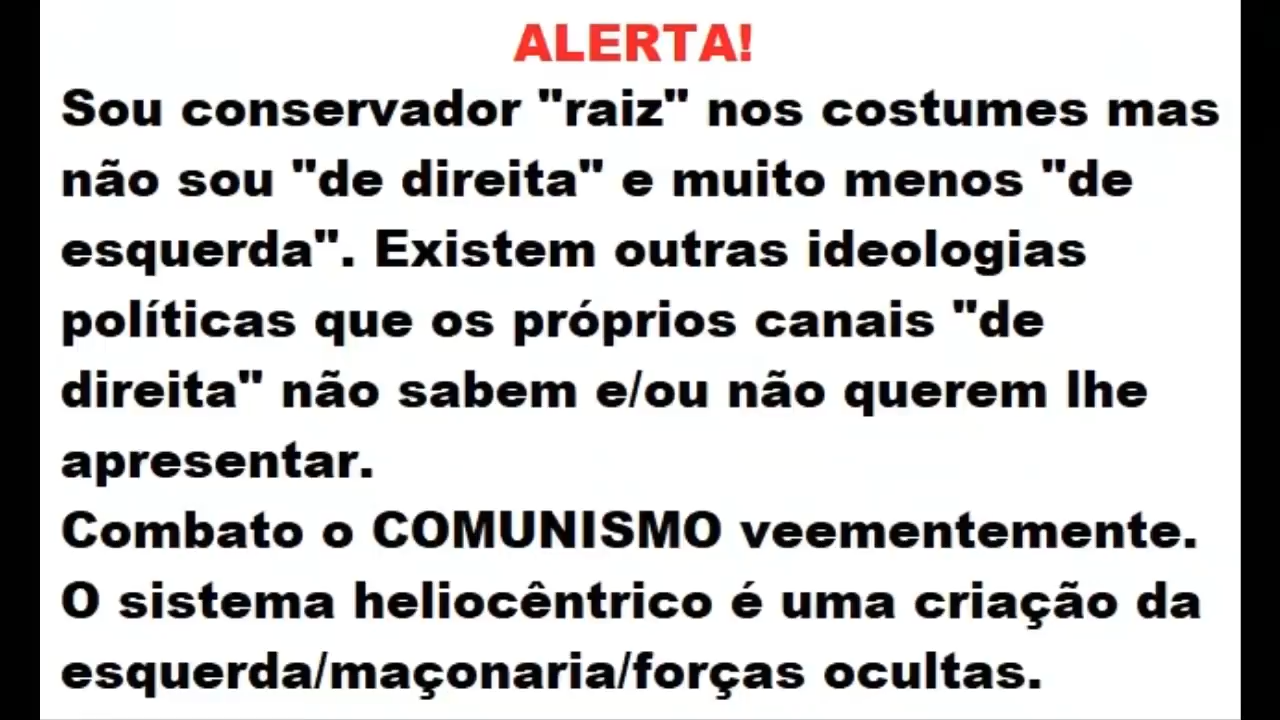 ALERTA!
Sou conservador "raiz" nos costumes mas
não sou "de direita" e muito menos "de
esquerda". Existem outras ideologias
políticas que os próprios canais "de
direita" não sabem e/ou não querem lhe
apresentar.
Combato o COMUNISMO veementemente.
O sistema heliocêntrico é uma criação da
esquerda/maçonaria/forças ocultas.